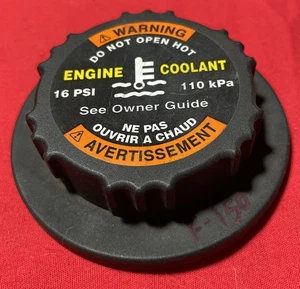 WARNING
DO NOT OPEN HOT
ENGINE COOLANT
16 PSI 110 kPa
See Owner Guide
NE PAS
OUVRIR À CHAUD
AVERTISSEMENT
F-150